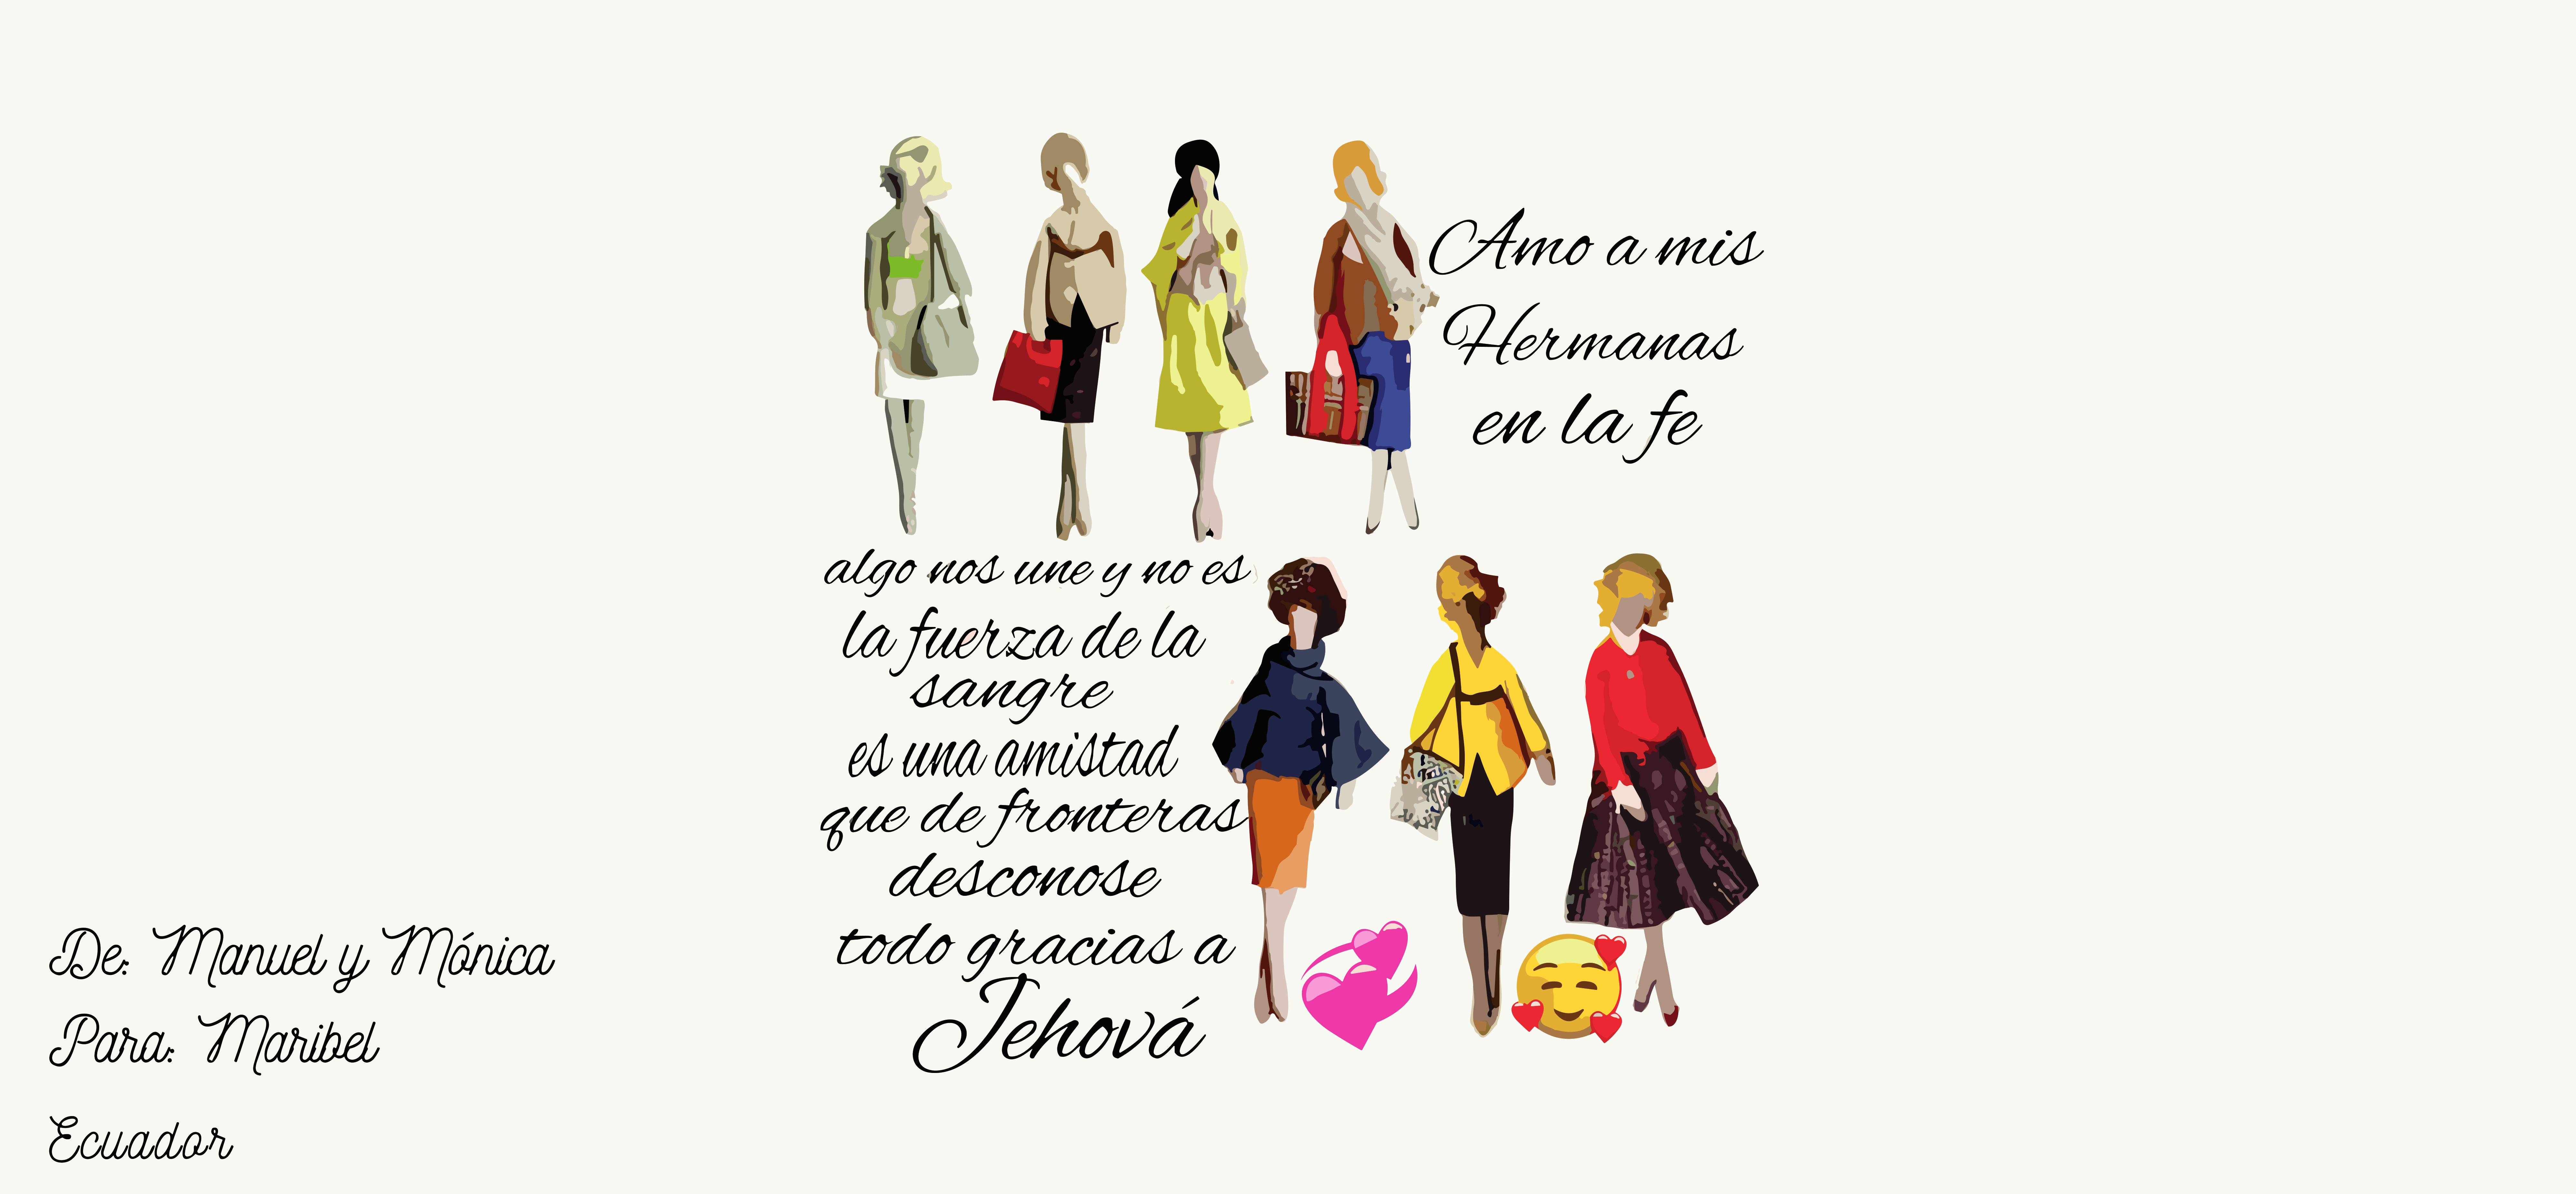 Amo a mis
Hermanas
en la fe
algo nos une y no es
la fuerza de la
sangre
es una amistad
que de fronteras
desconose
todo gracias a
Jehová
De: Manuel y Mónica
Para: Maribel
Ecuador